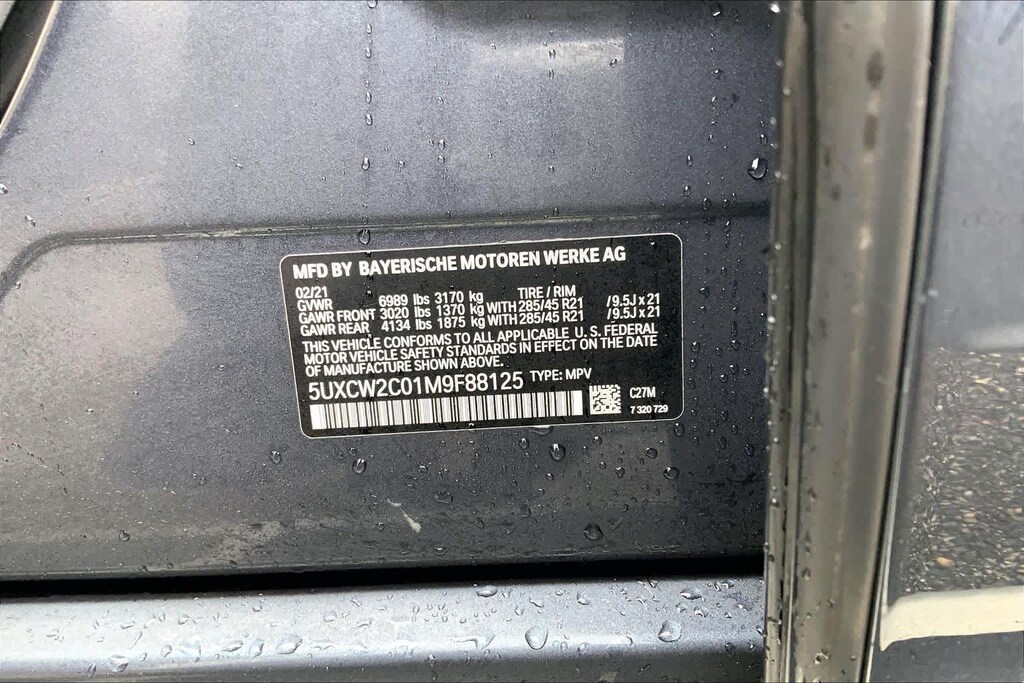 MFD BY BAYERISCHE MOTOREN WERKE AG
02/21 TIRE / RIM
GVWR 6989 lbs 3170 kg
GAWR FRONT 3020 lbs 1370 kg WITH 285/45 R21 /9.5J x 21
GAWR REAR 4134 lbs 1875 kg WITH 285/45 R21 /9.5J x 21
THIS VEHICLE CONFORMS TO ALL APPLICABLE U.S. FEDERAL
MOTOR VEHICLE SAFETY STANDARDS IN EFFECT ON THE DATE
OF MANUFACTURE SHOWN ABOVE.
5UXCW2C01M9F88125 TYPE: MPV
C27M
7 320 729